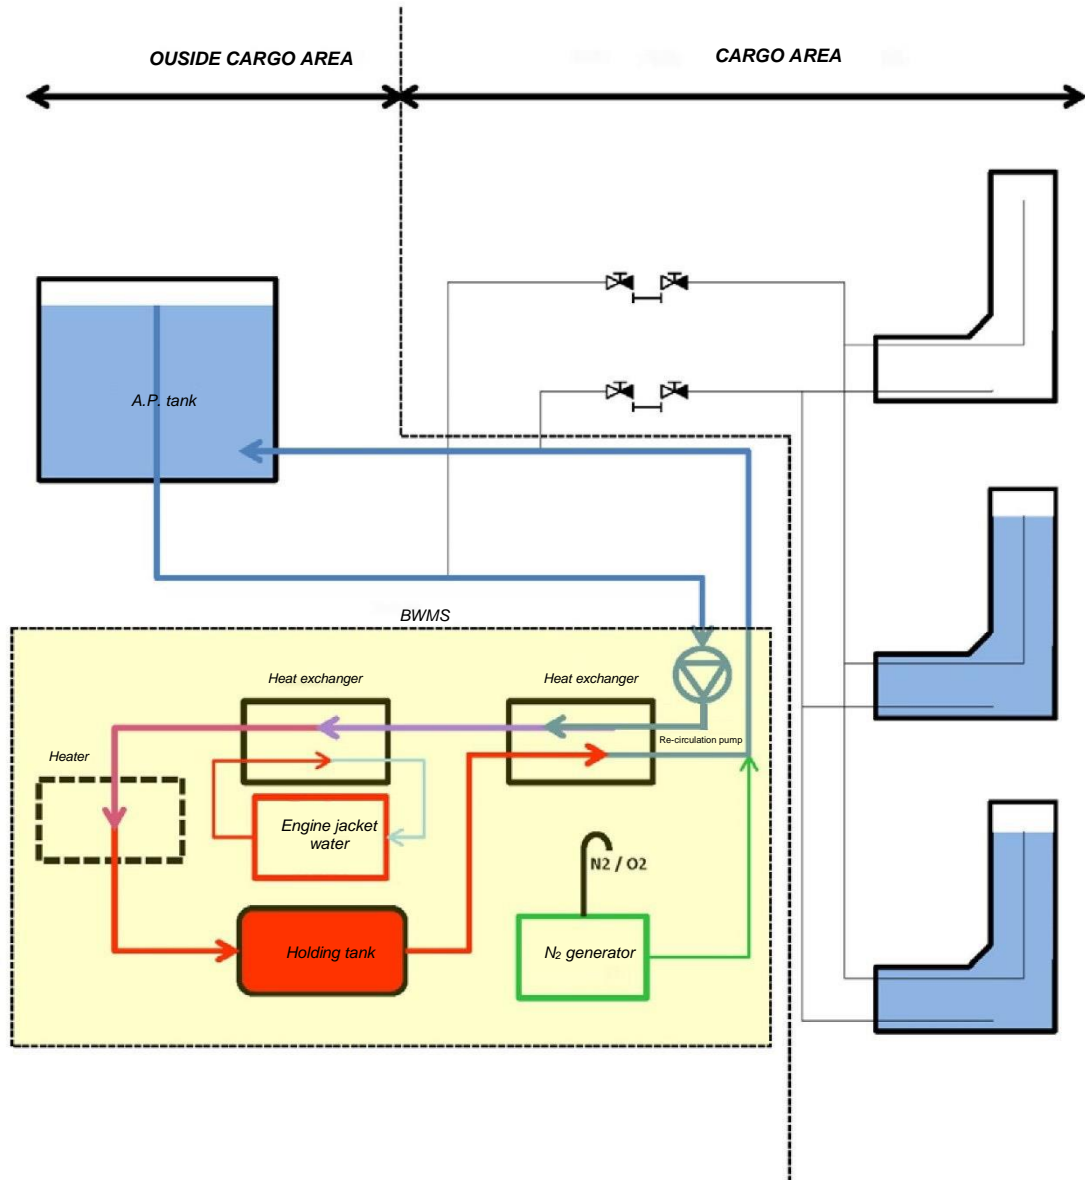 OUSIDE CARGO AREA
CARGO AREA
A.P. tank
BWMS
Heat exchanger
Heat exchanger
Re-circulation pump
Heater
Engine jacket
water
N2 / O2
Holding tank
N₂ generator